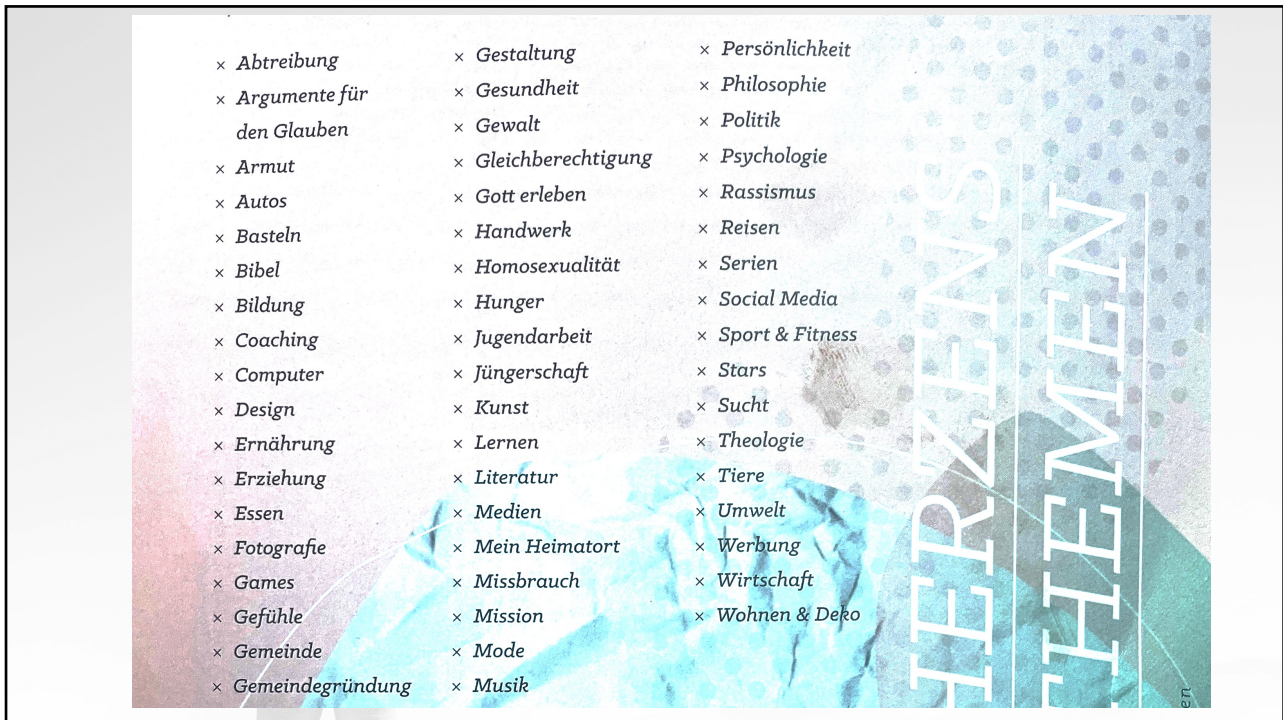 × Abtreibung
× Argumente für
den Glauben
× Armut
× Autos
× Basteln
× Bibel
× Bildung
× Coaching
× Computer
× Design
× Ernährung
× Erziehung
× Essen
× Fotografie
× Games
× Gefühle
× Gemeinde
× Gemeindegründung
× Gestaltung
× Gesundheit
× Gewalt
× Gleichberechtigung
× Gott erleben
× Handwerk
× Homosexualität
× Hunger
× Jugendarbeit
× Jüngerschaft
× Kunst
× Lernen
× Literatur
× Medien
× Mein Heimatort
× Missbrauch
× Mission
× Mode
× Musik
× Persönlichkeit
× Philosophie
× Politik
× Psychologie
× Rassismus
× Reisen
× Serien
× Social Media
× Sport & Fitness
× Stars
× Sucht
× Theologie
× Tiere
× Umwelt
× Werbung
× Wirtschaft
× Wohnen & Deko
HERZENS
THEMEN